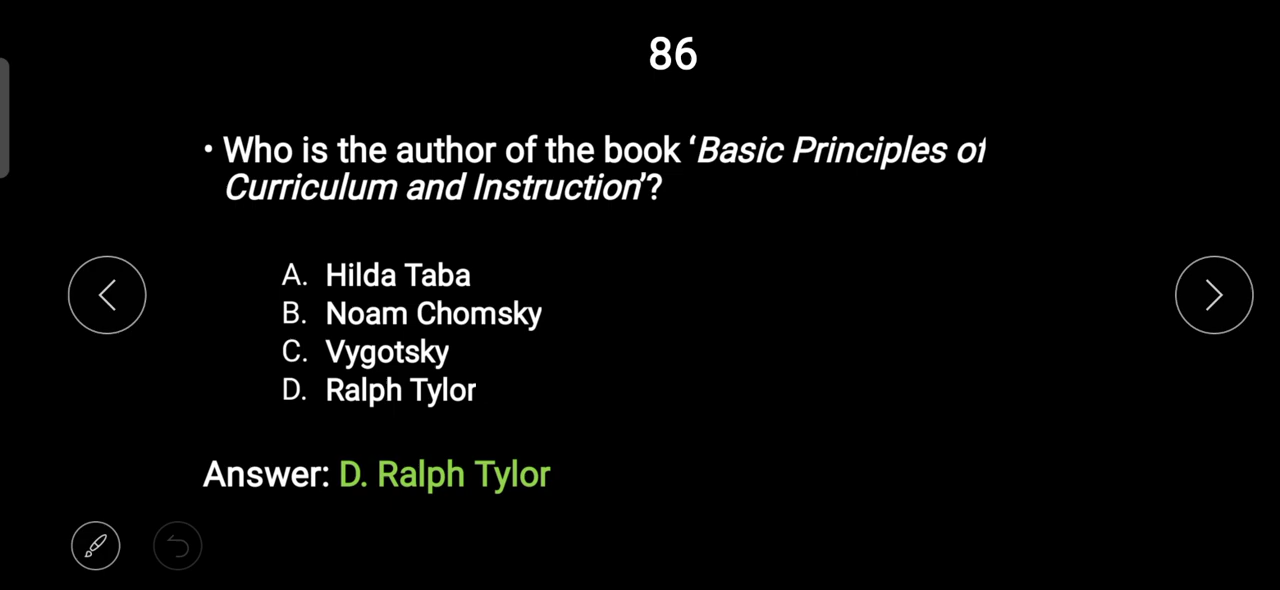 86
• Who is the author of the book ‘Basic Principles of
Curriculum and Instruction’?
A. Hilda Taba
B. Noam Chomsky
C. Vygotsky
D. Ralph Tylor
Answer: D. Ralph Tylor